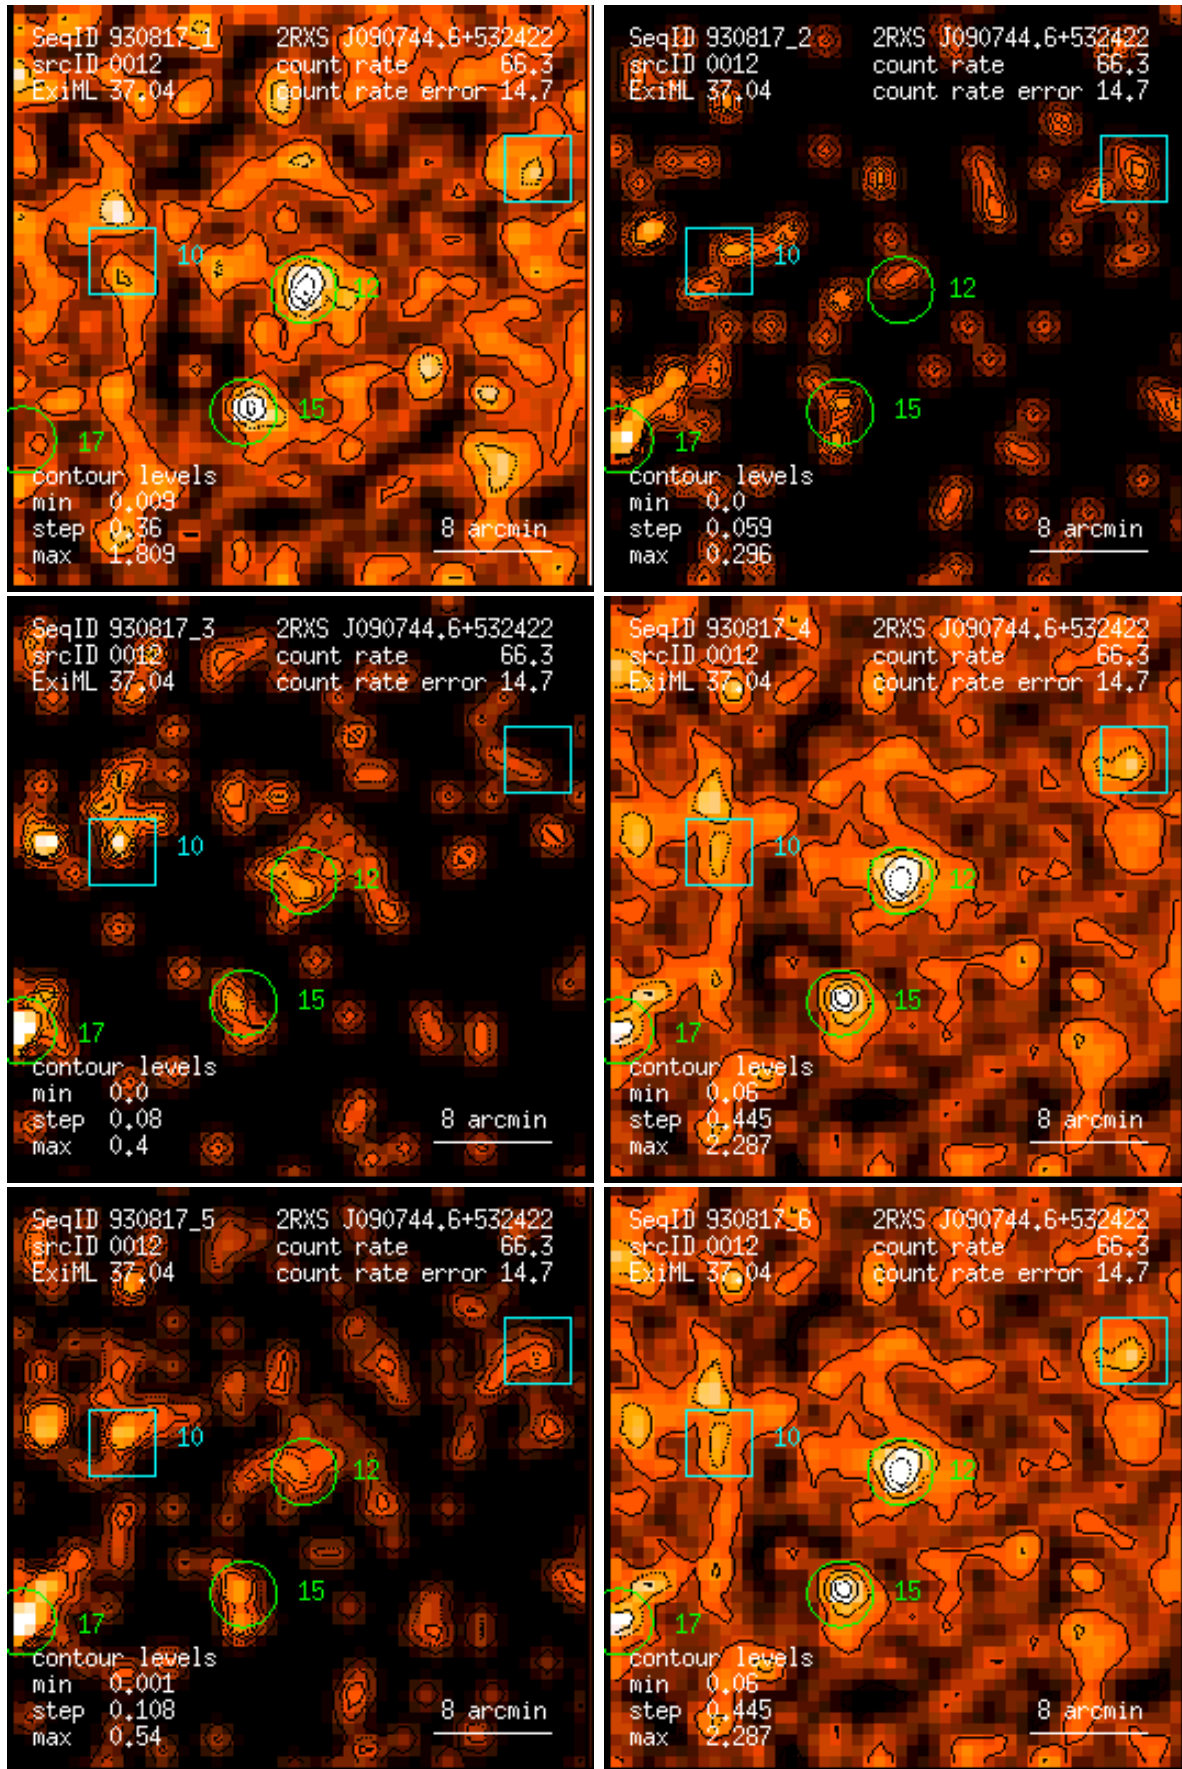 SeqID 930817_1 2RXS J090744.6+532422
srcID 0012 count rate 66.3
ExiML 37.04 count rate error 14.7
10
12
15
17
contour levels
min 0.009
step 0.36
max 1.809
8 arcmin
SeqID 930817_2 2RXS J090744.6+532422
srcID 0012 count rate 66.3
ExiML 37.04 count rate error 14.7
10
12
15
17
contour levels
min 0.0
step 0.059
max 0.296
8 arcmin
SeqID 930817_3 2RXS J090744.6+532422
srcID 0012 count rate 66.3
ExiML 37.04 count rate error 14.7
10
12
15
17
contour levels
min 0.0
step 0.08
max 0.4
8 arcmin
SeqID 930817_4 2RXS J090744.6+532422
srcID 0012 count rate 66.3
ExiML 37.04 count rate error 14.7
10
12
15
17
contour levels
min 0.06
step 0.445
max 2.287
8 arcmin
SeqID 930817_5 2RXS J090744.6+532422
srcID 0012 count rate 66.3
ExiML 37.04 count rate error 14.7
10
12
15
17
contour levels
min 0.001
step 0.108
max 0.54
8 arcmin
SeqID 930817_6 2RXS J090744.6+532422
srcID 0012 count rate 66.3
ExiML 37.04 count rate error 14.7
10
12
15
17
contour levels
min 0.06
step 0.445
max 2.287
8 arcmin